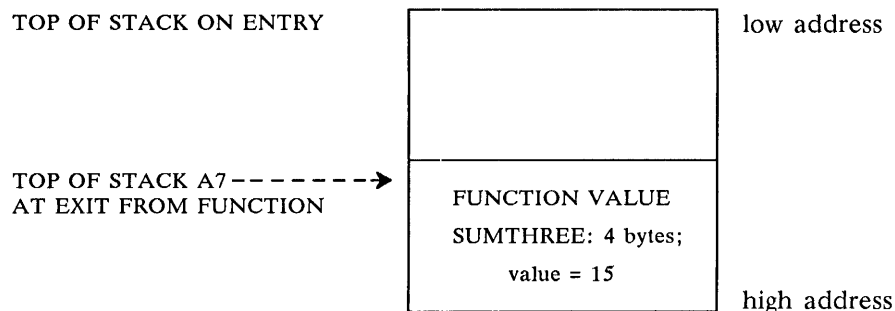 TOP OF STACK ON ENTRY
low address
TOP OF STACK A7
AT EXIT FROM FUNCTION
FUNCTION VALUE
SUMTHREE: 4 bytes;
value = 15
high address